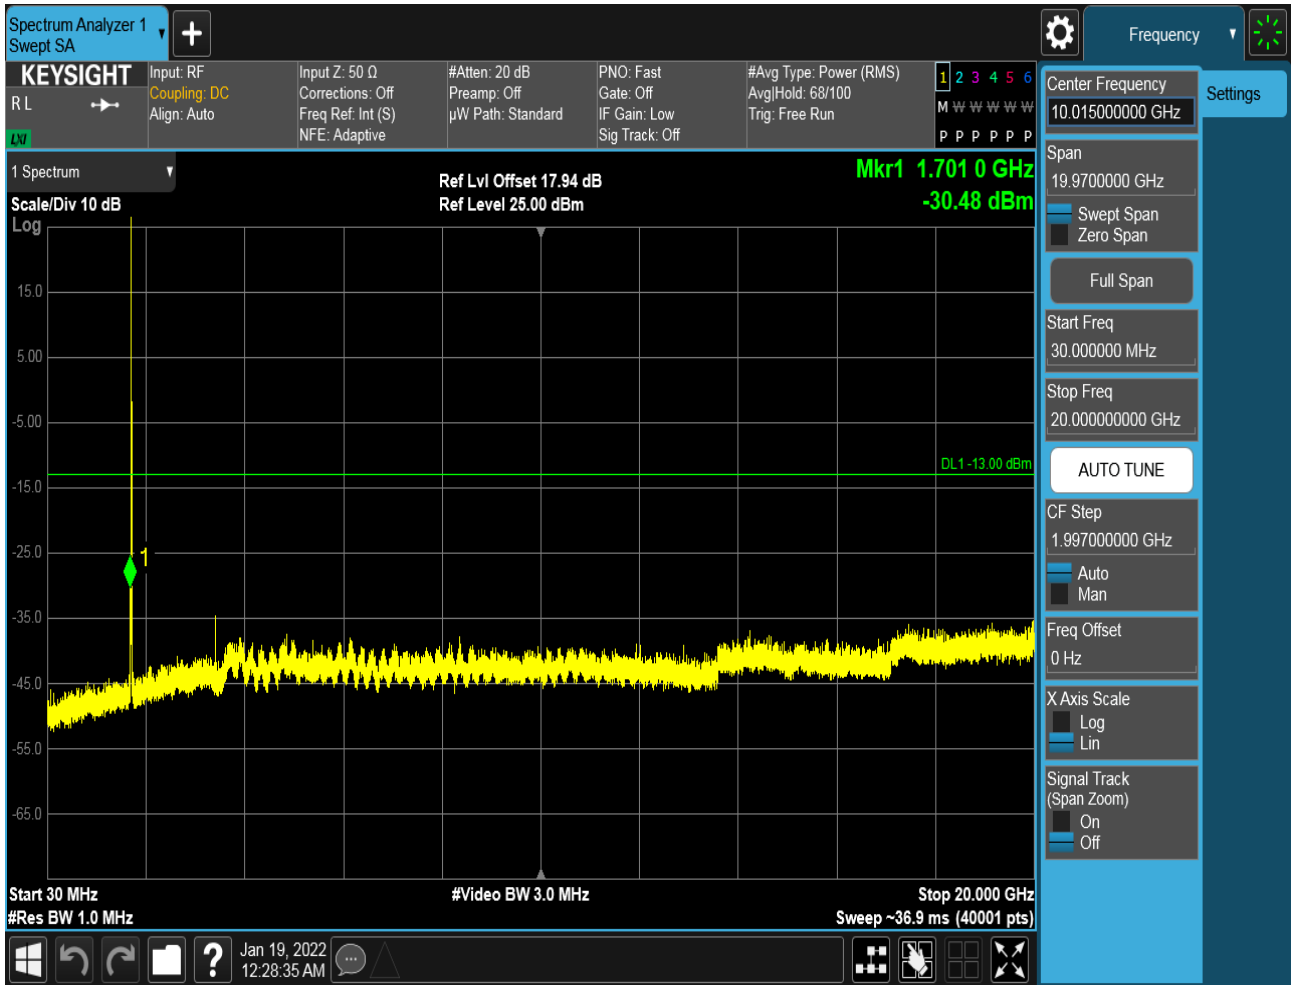 Spectrum Analyzer 1
Swept SA
Frequency
KEYSIGHT
R L
LXI
Input: RF
Coupling: DC
Align: Auto
Input Z: 50 Ω
Corrections: Off
Freq Ref: Int (S)
NFE: Adaptive
#Atten: 20 dB
Preamp: Off
µW Path: Standard
PNO: Fast
Gate: Off
IF Gain: Low
Sig Track: Off
#Avg Type: Power (RMS)
Avg|Hold: 68/100
Trig: Free Run
1 2 3 4 5 6
M W W W W W
P P P P P P
1 Spectrum
Scale/Div 10 dB
Log
Ref Lvl Offset 17.94 dB
Ref Level 25.00 dBm
Mkr1 1.701 0 GHz
-30.48 dBm
15.0
5.00
-5.00
DL1 -13.00 dBm
-15.0
-25.0
1
-35.0
-45.0
-55.0
-65.0
Start 30 MHz
#Res BW 1.0 MHz
#Video BW 3.0 MHz
Stop 20.000 GHz
Sweep ~36.9 ms (40001 pts)
Jan 19, 2022
12:28:35 AM
Center Frequency
10.015000000 GHz
Settings
Span
19.9700000 GHz
Swept Span
Zero Span
Full Span
Start Freq
30.000000 MHz
Stop Freq
20.000000000 GHz
AUTO TUNE
CF Step
1.997000000 GHz
Auto
Man
Freq Offset
0 Hz
X Axis Scale
Log
Lin
Signal Track
(Span Zoom)
On
Off